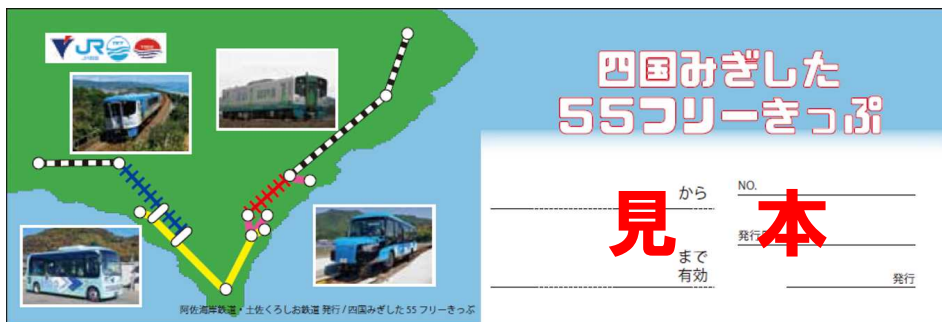 JR
四国みぎした
55フリーきっぷ
から
NO.
見本
発行
まで
有効
発行
阿佐海岸鉄道・土佐くろしお鉄道 発行 / 四国みぎした 55 フリーきっぷ